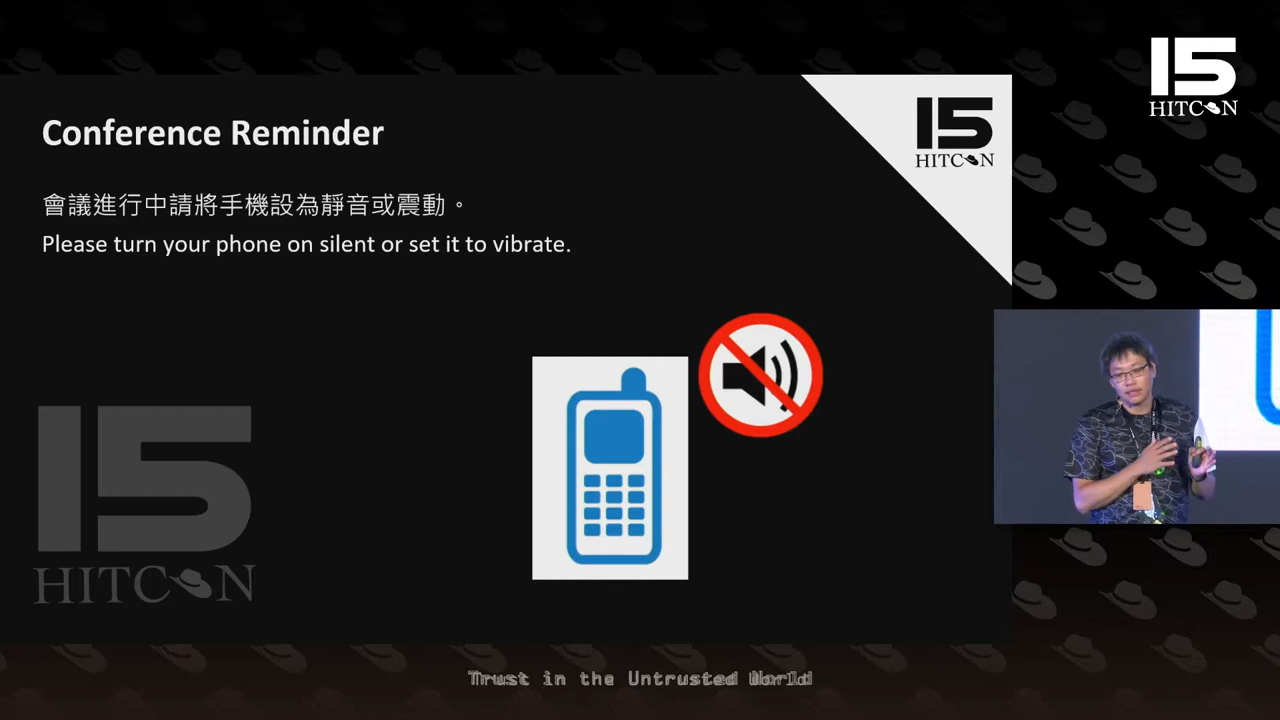 Conference Reminder
會議進行中請將手機設為靜音或震動。
Please turn your phone on silent or set it to vibrate.
15
HITCON
15
HITCON
15
HITCON
Trust in the Untrusted World